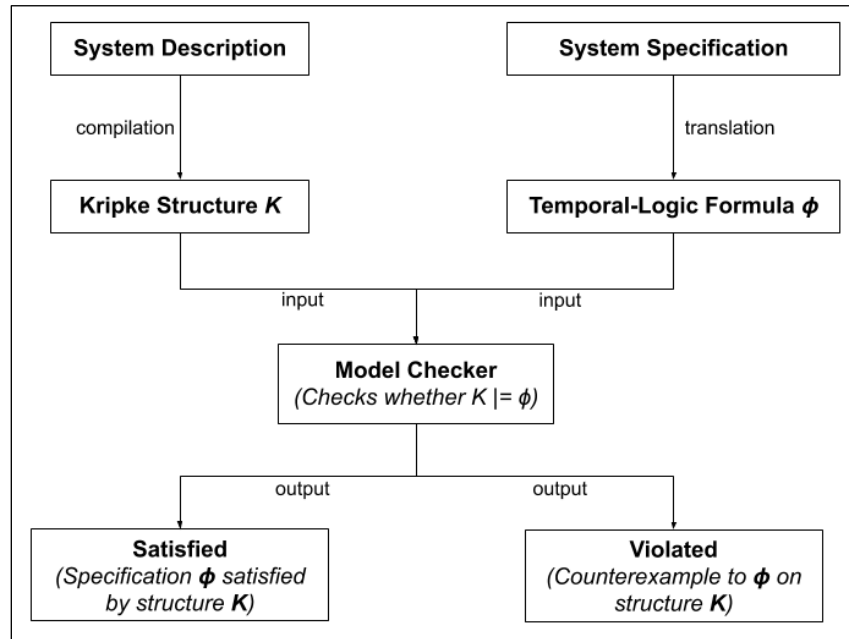 System Description
System Specification
compilation
translation
Kripke Structure K
Temporal-Logic Formula ϕ
input
input
Model Checker
(Checks whether K |= ϕ)
output
output
Satisfied
(Specification ϕ satisfied
by structure K)
Violated
(Counterexample to ϕ on
structure K)